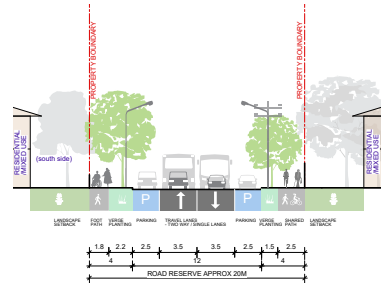 PROPERTY BOUNDARY
PROPERTY BOUNDARY
RESIDENTIAL
/MIXED USE
(south side)
RESIDENTIAL
/MIXED USE
P
P
LANDSCAPE
SETBACK
FOOT
PATH
VERGE
PLANTING
PARKING
TRAVEL LANES
- TWO WAY / SINGLE LANES
PARKING
VERGE
PLANTING
SHARED
PATH
LANDSCAPE
SETBACK
1.8 2.2 2.5 3.5 3.5 2.5 1.5 2.5
4 12 4
ROAD RESERVE APPROX 20M